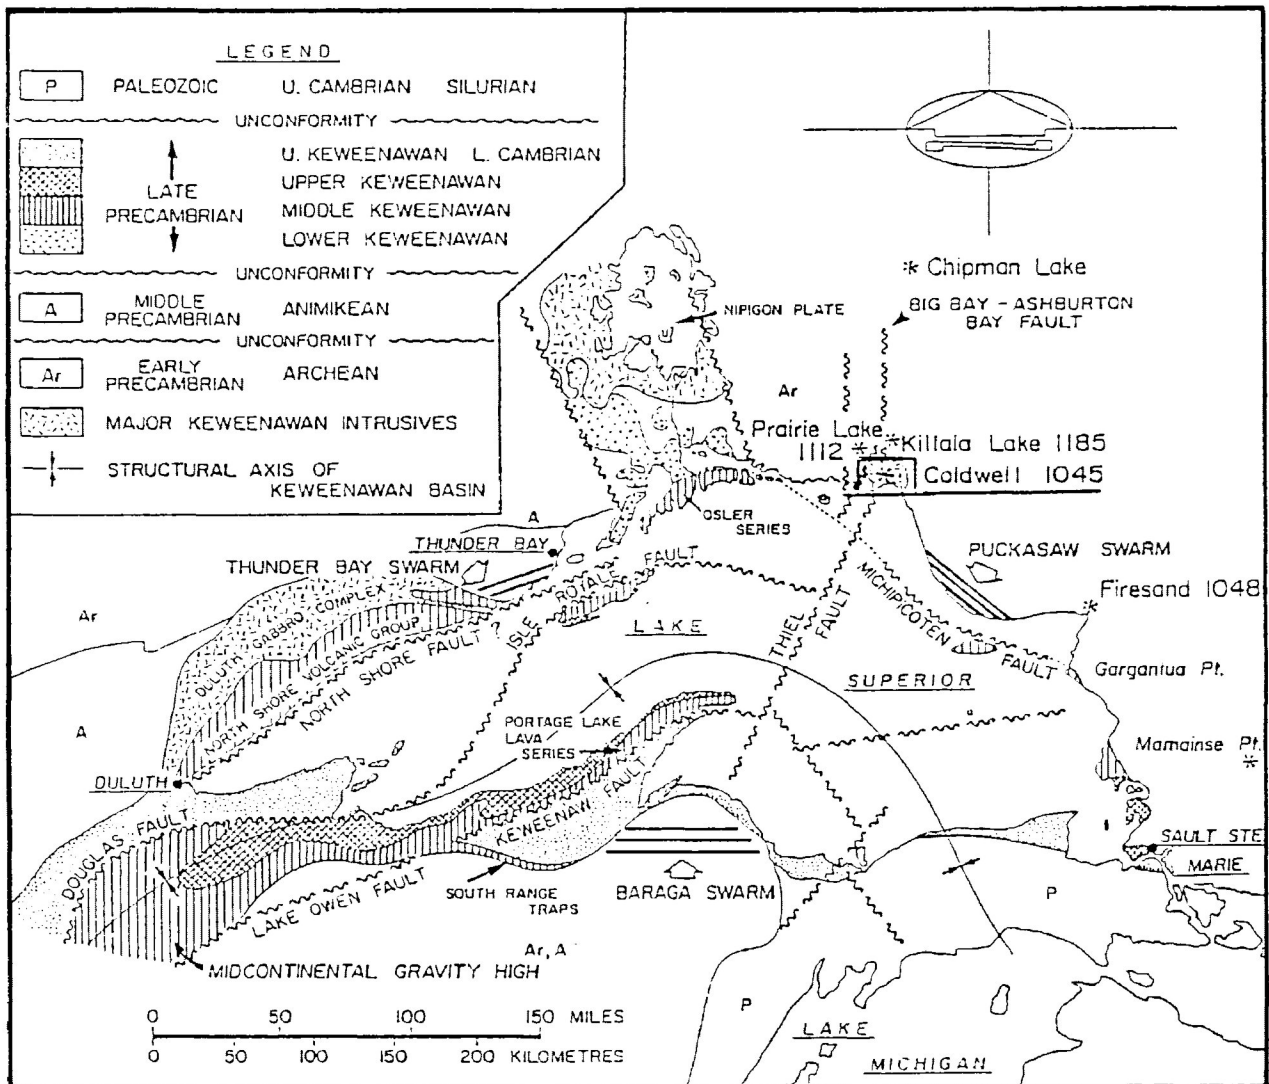 LEGEND
P PALEOZOIC U. CAMBRIAN SILURIAN
UNCONFORMITY
LATE PRECAMBRIAN
U. KEWEENAWAN L. CAMBRIAN
UPPER KEWEENAWAN
MIDDLE KEWEENAWAN
LOWER KEWEENAWAN
UNCONFORMITY
A MIDDLE PRECAMBRIAN ANIMIKEAN
UNCONFORMITY
Ar EARLY PRECAMBRIAN ARCHEAN
MAJOR KEWEENAWAN INTRUSIVES
STRUCTURAL AXIS OF
KEWEENAWAN BASIN
Chipman Lake
BIG BAY - ASHBURTON
BAY FAULT
NIPIGON PLATE
Ar
Prairie Lake
1112
Killala Lake 1185
Coldwell 1045
OSLER
SERIES
A
THUNDER BAY
THUNDER BAY SWARM
PUCKASAW SWARM
Firesand 1048
Ar
DULUTH GABBRO COMPLEX
NORTH SHORE VOLCANIC GROUP
NORTH SHORE FAULT
ISLE ROYALE FAULT
THIEL
FAULT
MICHIPICOTEN FAULT
LAKE
SUPERIOR
Gargantua Pt.
Mamainse Pt.
A
PORTAGE LAKE
LAVA
SERIES
DULUTH
DOUGLAS FAULT
KEWEENAW FAULT
SAULT STE
MARIE
LAKE OWEN FAULT
SOUTH RANGE
TRAPS
BARAGA SWARM
P
Ar, A
MIDCONTINENTAL GRAVITY HIGH
P
LAKE
MICHIGAN
0 50 100 150 MILES
0 50 100 150 200 KILOMETRES